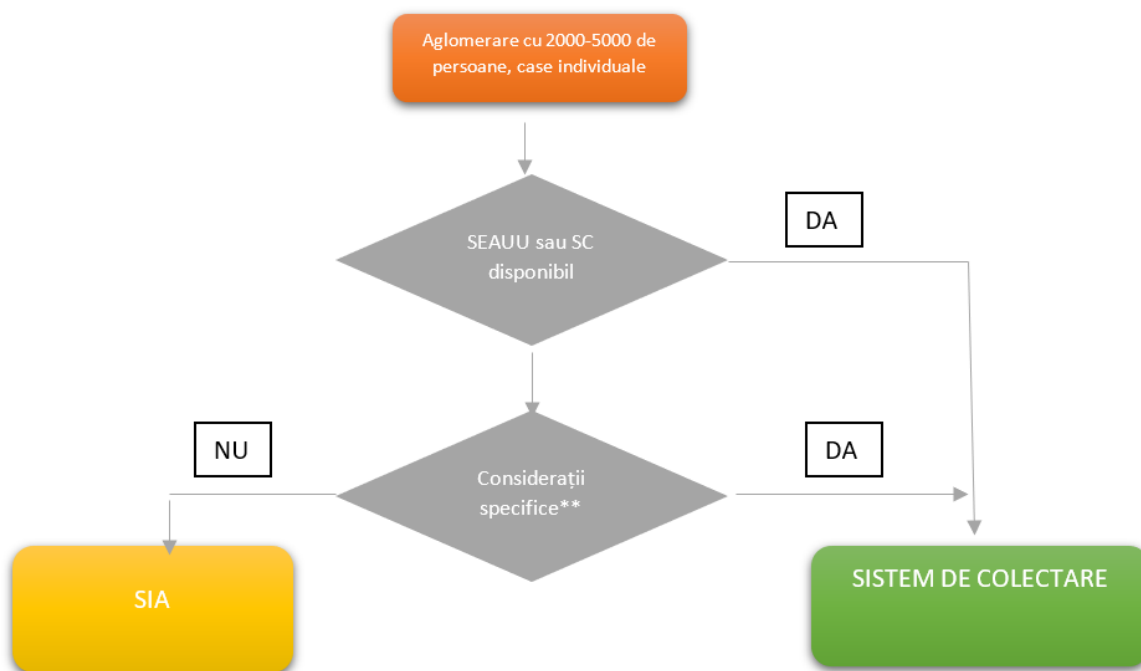 Aglomerare cu 2000-5000 de
persoane, case individuale
DA
SEAUU sau SC
disponibil
NU
DA
Considerații
specifice**
SIA
SISTEM DE COLECTARE